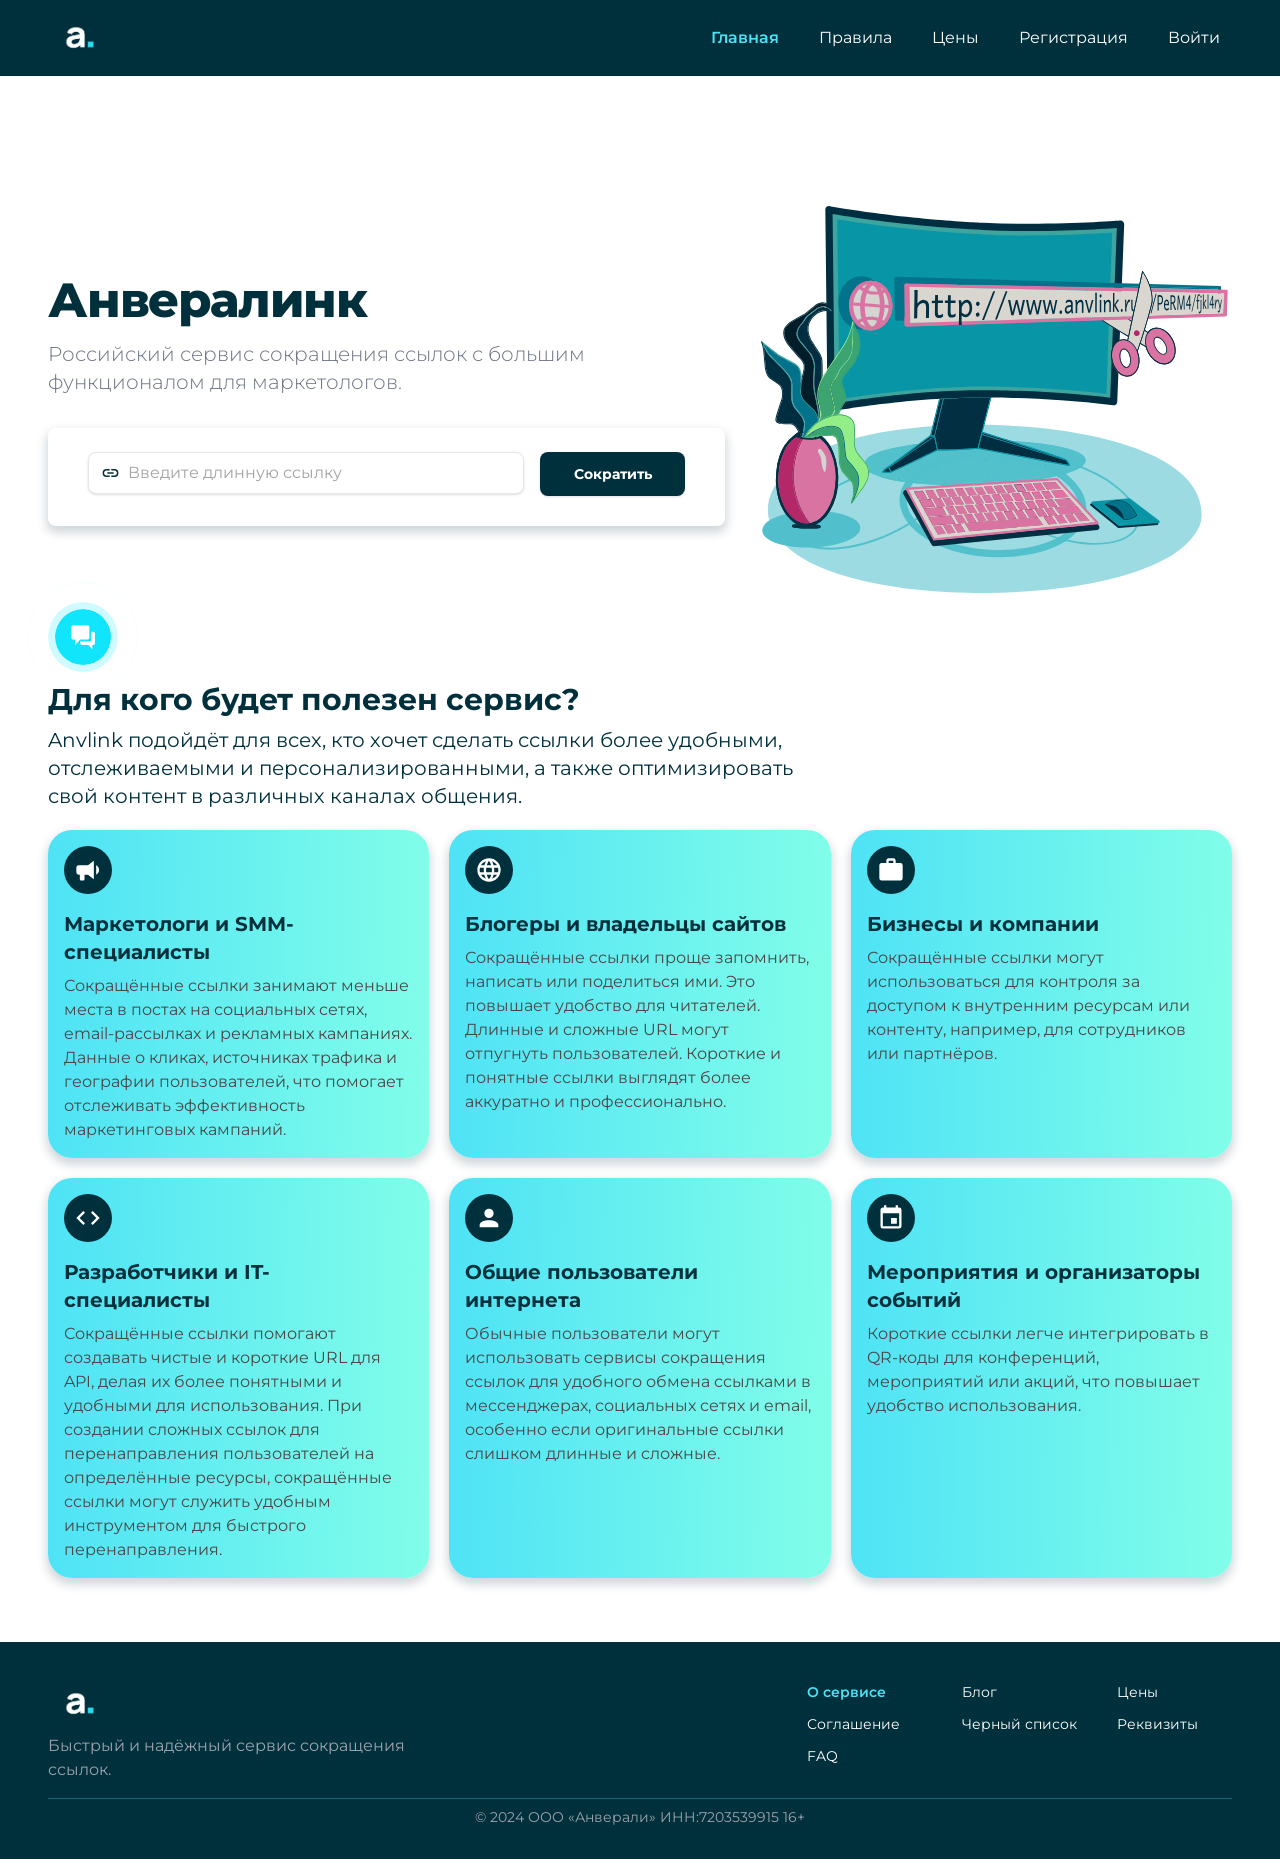 a.
Главная
Правила
Цены
Регистрация
Войти
http://www.anvlink.ru/PeRM4/fjkl4ry
Анвералинк
Российский сервис сокращения ссылок с большим
функционалом для маркетологов.
Введите длинную ссылку
Сократить
Для кого будет полезен сервис?
Anvlink подойдёт для всех, кто хочет сделать ссылки более удобными,
отслеживаемыми и персонализированными, а также оптимизировать
свой контент в различных каналах общения.
Маркетологи и SMM-
специалисты
Сокращённые ссылки занимают меньше
места в постах на социальных сетях,
email-рассылках и рекламных кампаниях.
Данные о кликах, источниках трафика и
географии пользователей, что помогает
отслеживать эффективность
маркетинговых кампаний.
Блогеры и владельцы сайтов
Сокращённые ссылки проще запомнить,
написать или поделиться ими. Это
повышает удобство для читателей.
Длинные и сложные URL могут
отпугнуть пользователей. Короткие и
понятные ссылки выглядят более
аккуратно и профессионально.
Бизнесы и компании
Сокращённые ссылки могут
использоваться для контроля за
доступом к внутренним ресурсам или
контенту, например, для сотрудников
или партнёров.
Разработчики и IT-
специалисты
Сокращённые ссылки помогают
создавать чистые и короткие URL для
API, делая их более понятными и
удобными для использования. При
создании сложных ссылок для
перенаправления пользователей на
определённые ресурсы, сокращённые
ссылки могут служить удобным
инструментом для быстрого
перенаправления.
Общие пользователи
интернета
Обычные пользователи могут
использовать сервисы сокращения
ссылок для удобного обмена ссылками в
мессенджерах, социальных сетях и email,
особенно если оригинальные ссылки
слишком длинные и сложные.
Мероприятия и организаторы
событий
Короткие ссылки легче интегрировать в
QR-коды для конференций,
мероприятий или акций, что повышает
удобство использования.
a.
Быстрый и надёжный сервис сокращения
ссылок.
О сервисе
Блог
Цены
Соглашение
Черный список
Реквизиты
FAQ
© 2024 ООО «Анверали» ИНН:7203539915 16+